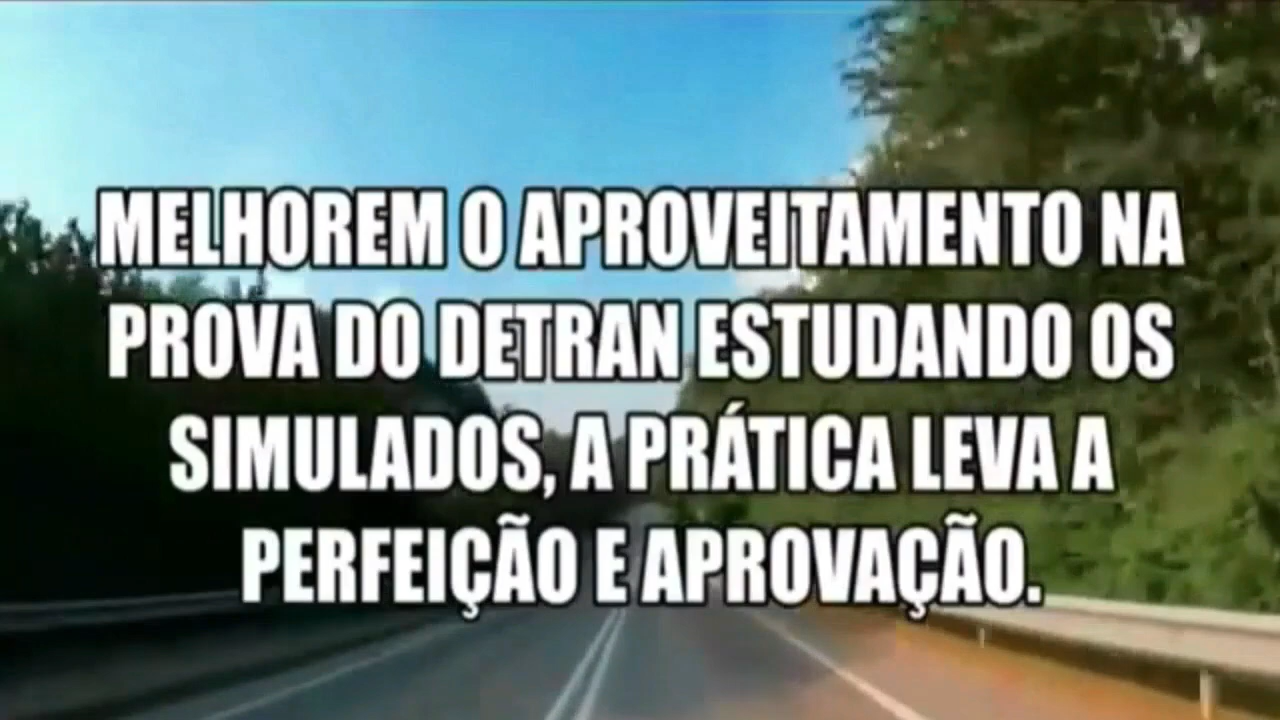 MELHOREM O APROVEITAMENTO NA
PROVA DO DETRAN ESTUDANDO OS
SIMULADOS, A PRÁTICA LEVA A
PERFEIÇÃO E APROVAÇÃO.